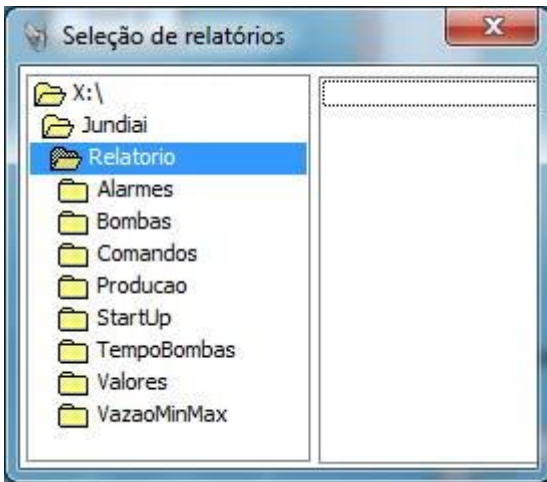 Seleção de relatórios
X:\
Jundiai
Relatorio
Alarmes
Bombas
Comandos
Producao
StartUp
TempoBombas
Valores
VazaoMinMax